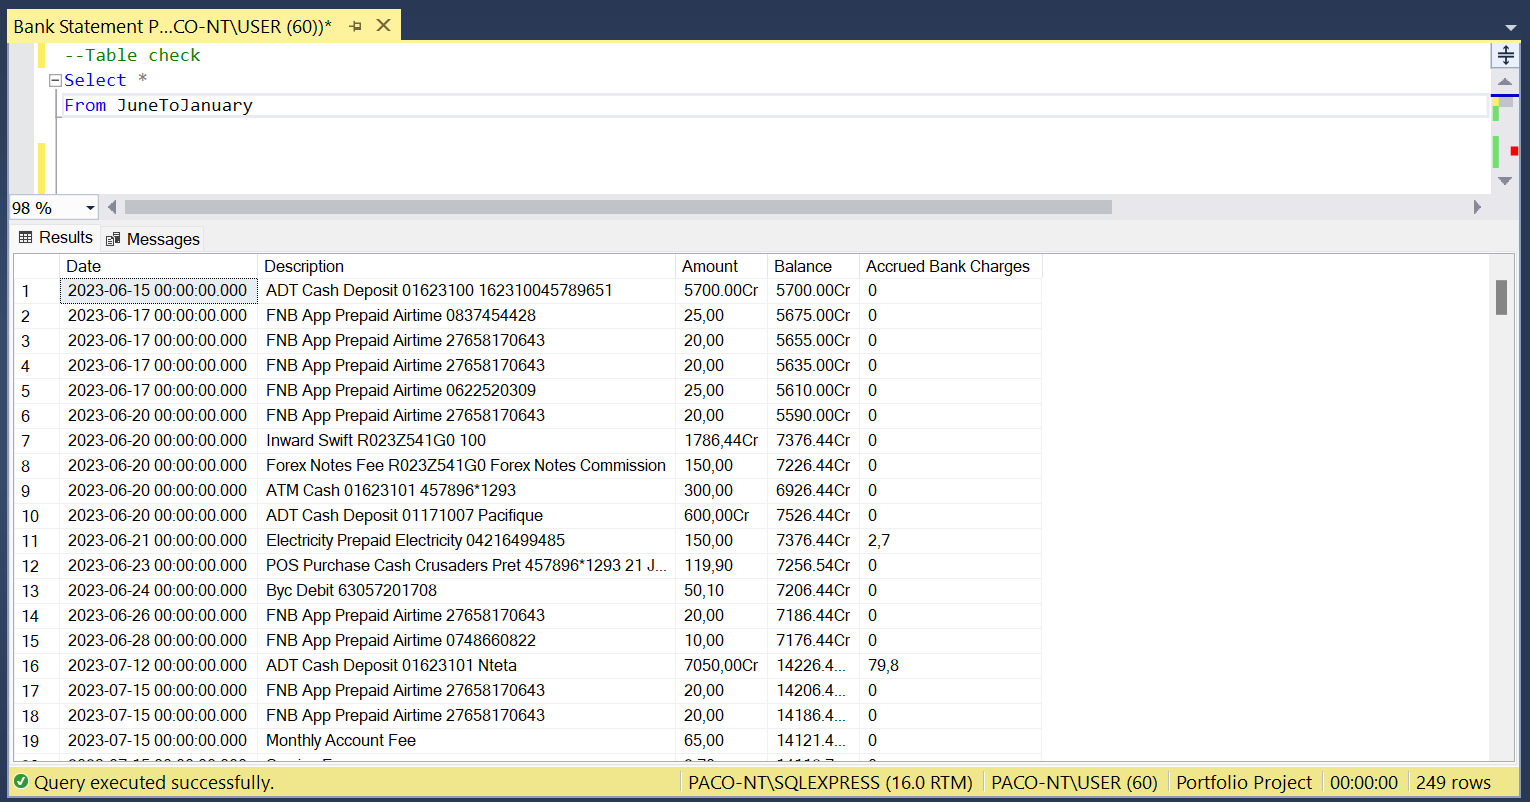 Bank Statement P...CO-NT\USER (60))*
--Table check
Select *
From JuneToJanuary
98 %
Results Messages
Date Description Amount Balance Accrued Bank Charges
1 2023-06-15 00:00:00.000 ADT Cash Deposit 01623100 162310045789651 5700.00Cr 5700.00Cr 0
2 2023-06-17 00:00:00.000 FNB App Prepaid Airtime 0837454428 25,00 5675.00Cr 0
3 2023-06-17 00:00:00.000 FNB App Prepaid Airtime 27658170643 20,00 5655.00Cr 0
4 2023-06-17 00:00:00.000 FNB App Prepaid Airtime 27658170643 20,00 5635.00Cr 0
5 2023-06-17 00:00:00.000 FNB App Prepaid Airtime 0622520309 25,00 5610.00Cr 0
6 2023-06-20 00:00:00.000 FNB App Prepaid Airtime 27658170643 20,00 5590.00Cr 0
7 2023-06-20 00:00:00.000 Inward Swift R023Z541G0 100 1786,44Cr 7376.44Cr 0
8 2023-06-20 00:00:00.000 Forex Notes Fee R023Z541G0 Forex Notes Commission 150,00 7226.44Cr 0
9 2023-06-20 00:00:00.000 ATM Cash 01623101 457896*1293 300,00 6926.44Cr 0
10 2023-06-20 00:00:00.000 ADT Cash Deposit 01171007 Pacifique 600,00Cr 7526.44Cr 0
11 2023-06-21 00:00:00.000 Electricity Prepaid Electricity 04216499485 150,00 7376.44Cr 2,7
12 2023-06-23 00:00:00.000 POS Purchase Cash Crusaders Pret 457896*1293 21 J... 119,90 7256.54Cr 0
13 2023-06-24 00:00:00.000 Byc Debit 63057201708 50,10 7206.44Cr 0
14 2023-06-26 00:00:00.000 FNB App Prepaid Airtime 27658170643 20,00 7186.44Cr 0
15 2023-06-28 00:00:00.000 FNB App Prepaid Airtime 0748660822 10,00 7176.44Cr 0
16 2023-07-12 00:00:00.000 ADT Cash Deposit 01623101 Nteta 7050,00Cr 14226.4... 79,8
17 2023-07-15 00:00:00.000 FNB App Prepaid Airtime 27658170643 20,00 14206.4... 0
18 2023-07-15 00:00:00.000 FNB App Prepaid Airtime 27658170643 20,00 14186.4... 0
19 2023-07-15 00:00:00.000 Monthly Account Fee 65,00 14121.4... 0
Query executed successfully. PACO-NT\SQLEXPRESS (16.0 RTM) PACO-NT\USER (60) Portfolio Project 00:00:00 249 rows